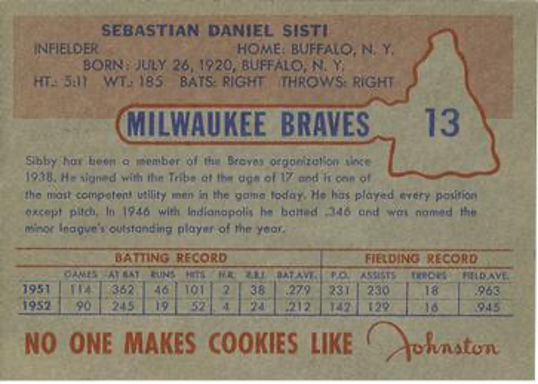 SEBASTIAN DANIEL SISTI
INFIELDER HOME: BUFFALO, N. Y.
BORN: JULY 26, 1920, BUFFALO, N. Y.
HT.: 5:11 WT.: 185 BATS: RIGHT THROWS: RIGHT
MILWAUKEE BRAVES 13
Sibby has been a member of the Braves organization since
1938. He signed with the Tribe at the age of 17 and is one of
the most competent utility men in the game today. He has played every position
except pitch. In 1946 with Indianapolis he batted .346 and was named the
minor league's outstanding player of the year.
BATTING RECORD FIELDING RECORD
GAMES AT BAT RUNS HITS H.R. R.B.I. BAT.AVE. P.O. ASSISTS ERRORS FIELD.AVE.
1951 114 362 46 101 2 38 .279 231 230 18 .963
1952 90 245 19 52 4 24 .212 142 129 16 .945
NO ONE MAKES COOKIES LIKE Johnston